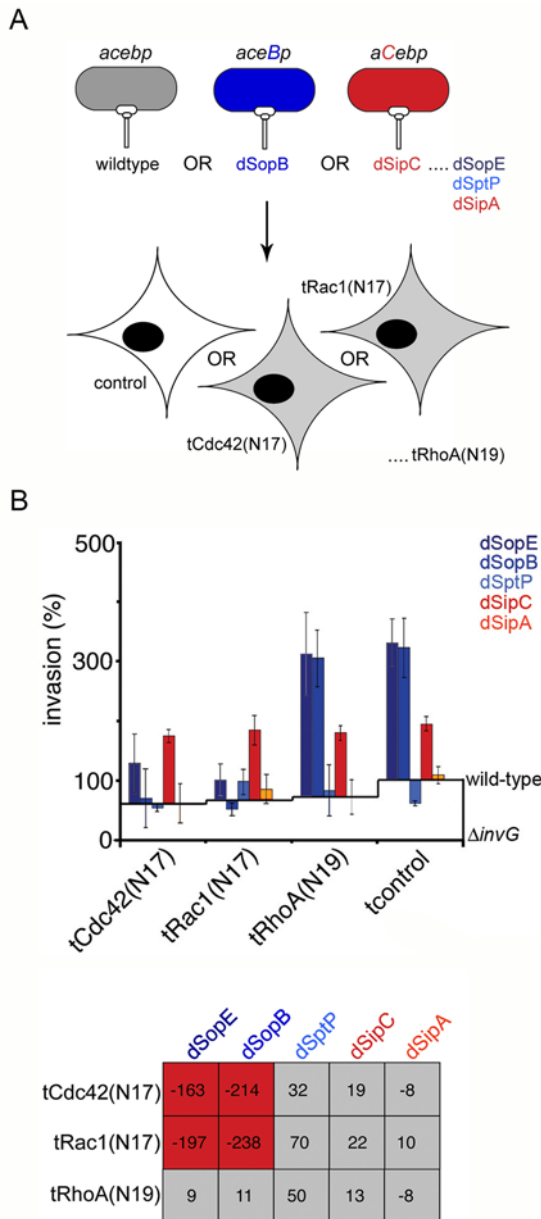 A
acebp aceBp aCebp
wildtype OR dSopB OR dSipC .... dSopE
dSptP
dSipA
tRac1(N17)
OR OR
control
tCdc42(N17)
.... tRhoA(N19)
B
500
300
100
0
invasion (%)
dSopE
dSopB
dSptP
dSipC
dSipA
wild-type
ΔinvG
tCdc42(N17) tRac1(N17) tRhoA(N19) tcontrol
dSopE dSopB dSptP dSipC dSipA
tCdc42(N17) -163 -214 32 19 -8
tRac1(N17) -197 -238 70 22 10
tRhoA(N19) 9 11 50 13 -8